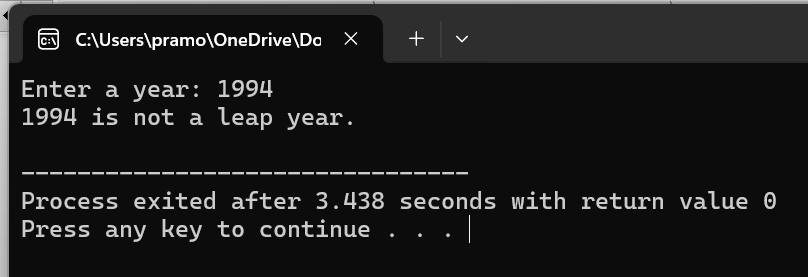 C:\Users\pramo\OneDrive\Do
Enter a year: 1994
1994 is not a leap year.
--------------------------------
Process exited after 3.438 seconds with return value 0
Press any key to continue . . .